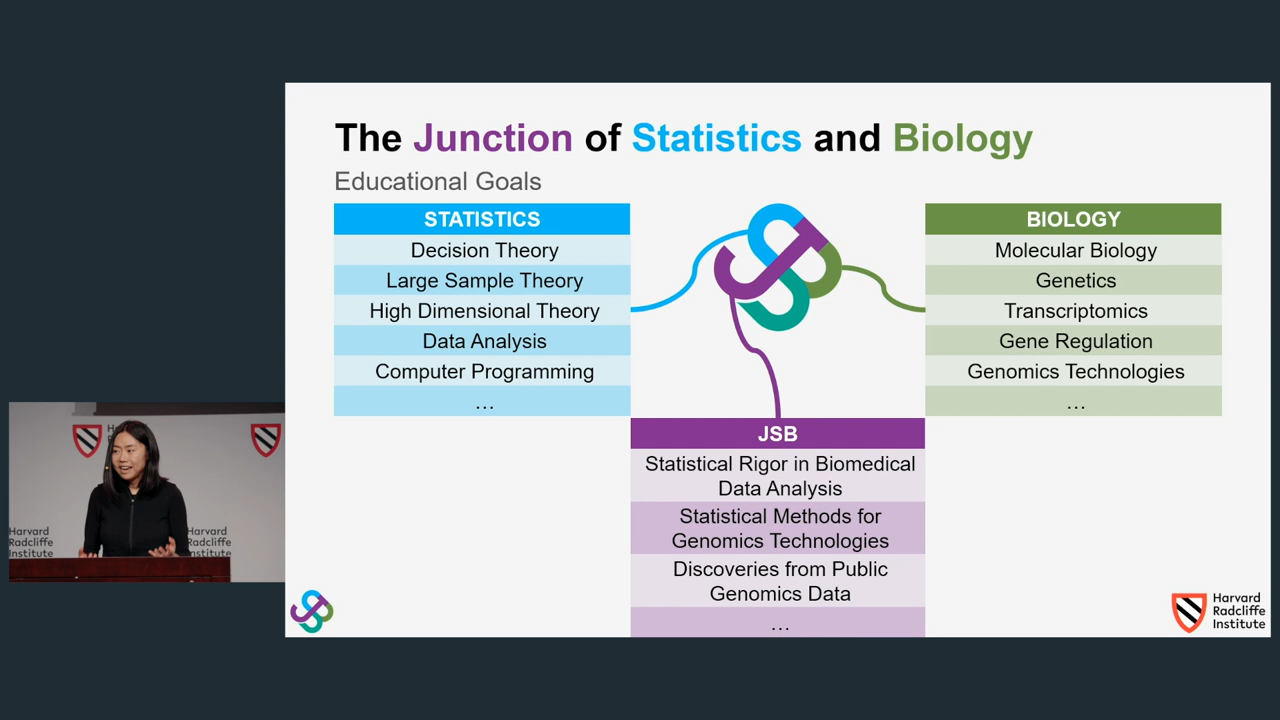 The Junction of Statistics and Biology
Educational Goals
STATISTICS
Decision Theory
Large Sample Theory
High Dimensional Theory
Data Analysis
Computer Programming
…
BIOLOGY
Molecular Biology
Genetics
Transcriptomics
Gene Regulation
Genomics Technologies
…
JSB
Statistical Rigor in Biomedical
Data Analysis
Statistical Methods for
Genomics Technologies
Discoveries from Public
Genomics Data
…
Harvard
Radcliffe
Institute
Harvard
Radcliffe
Institute
Harvard
Radcliffe
Institute